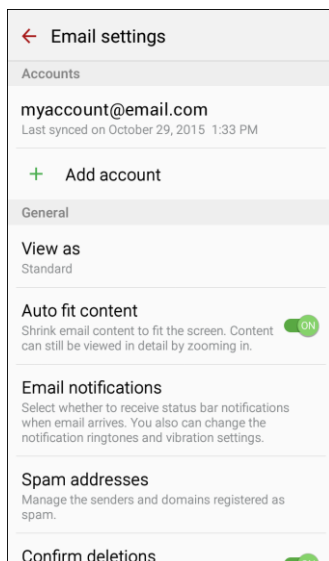 Email settings
Accounts
myaccount@email.com
Last synced on October 29, 2015 1:33 PM
+ Add account
General
View as
Standard
Auto fit content
Shrink email content to fit the screen. Content
can still be viewed in detail by zooming in.
ON
Email notifications
Select whether to receive status bar notifications
when email arrives. You also can change the
notification ringtones and vibration settings.
Spam addresses
Manage the senders and domains registered as
spam.
Confirm deletions